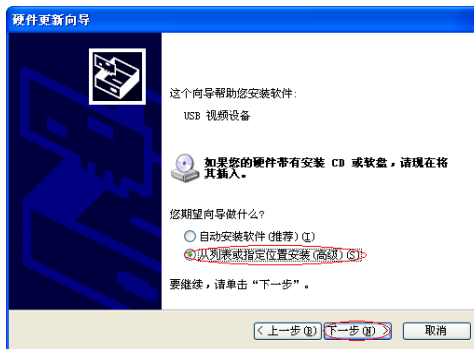 硬件更新向导
这个向导帮助您安装软件:
USB 视频设备
如果您的硬件带有安装 CD 或软盘，请现在将
其插入。
您期望向导做什么?
自动安装软件(推荐)(I)
从列表或指定位置安装(高级)(S)
要继续，请单击“下一步”。
< 上一步(B) 下一步(N) > 取消